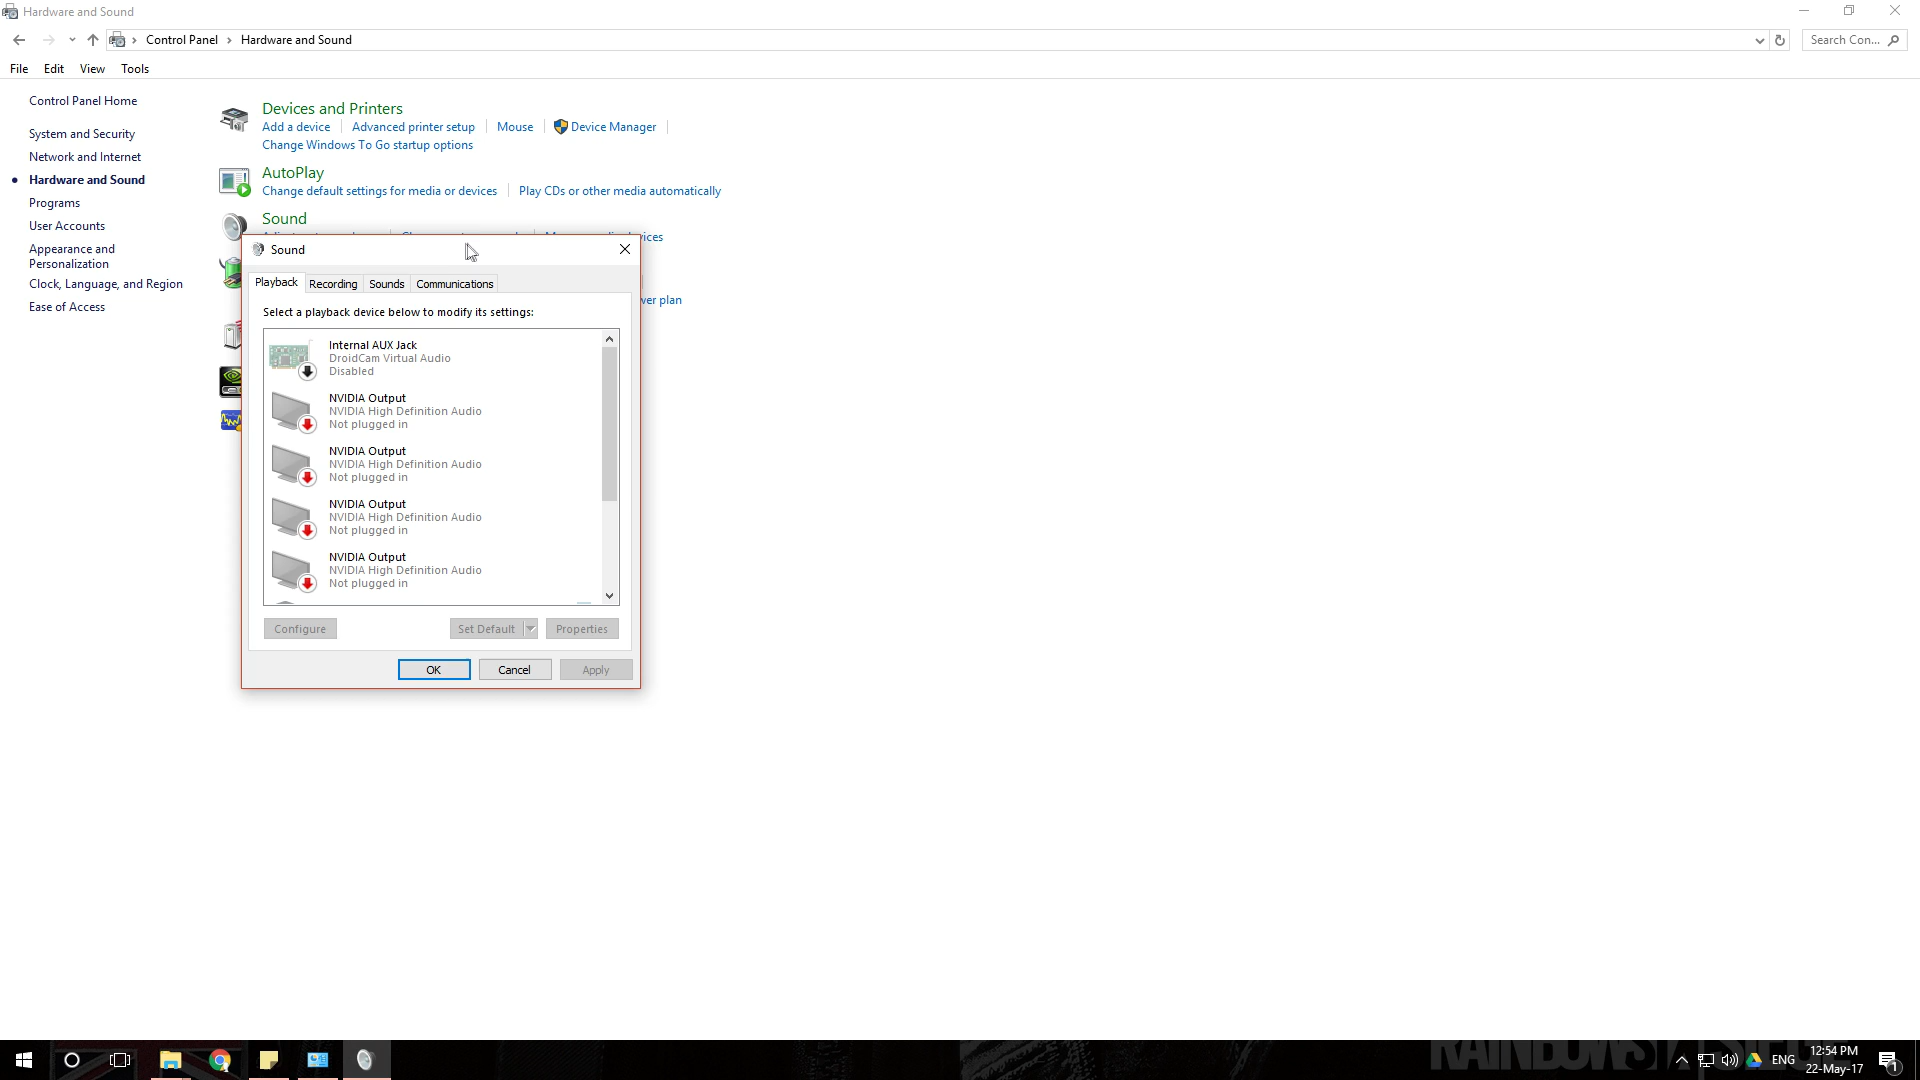 Hardware and Sound
Control Panel > Hardware and Sound
Search Con...
File Edit View Tools
Control Panel Home
System and Security
Network and Internet
Hardware and Sound
Programs
User Accounts
Appearance and
Personalization
Clock, Language, and Region
Ease of Access
Devices and Printers
Add a device Advanced printer setup Mouse Device Manager
Change Windows To Go startup options
AutoPlay
Change default settings for media or devices Play CDs or other media automatically
Sound
ices
ver plan
Sound
Playback Recording Sounds Communications
Select a playback device below to modify its settings:
Internal AUX Jack
DroidCam Virtual Audio
Disabled
NVIDIA Output
NVIDIA High Definition Audio
Not plugged in
NVIDIA Output
NVIDIA High Definition Audio
Not plugged in
NVIDIA Output
NVIDIA High Definition Audio
Not plugged in
NVIDIA Output
NVIDIA High Definition Audio
Not plugged in
Configure Set Default Properties
OK Cancel Apply
ENG
12:54 PM
22-May-17
1